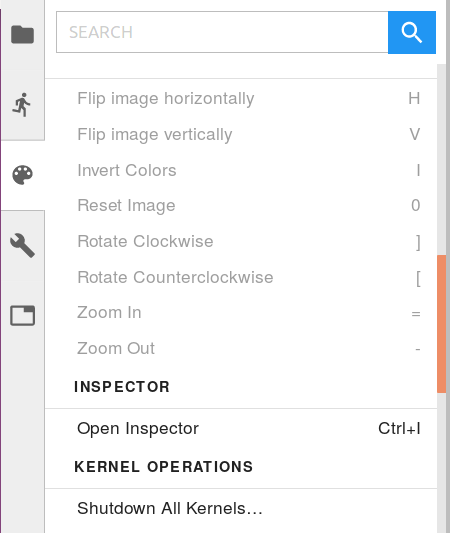 SEARCH
Flip image horizontally H
Flip image vertically V
Invert Colors I
Reset Image 0
Rotate Clockwise ]
Rotate Counterclockwise [
Zoom In =
Zoom Out -
INSPECTOR
Open Inspector Ctrl+I
KERNEL OPERATIONS
Shutdown All Kernels…